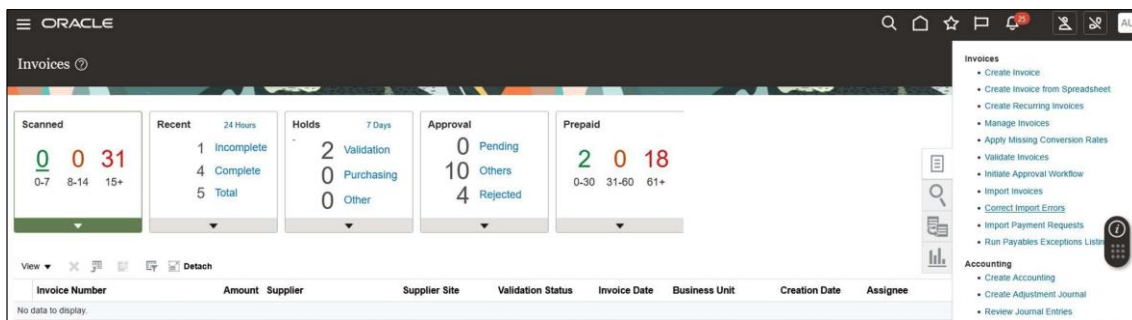 ORACLE
25
AU
Invoices
Scanned
0 0 31
0-7 8-14 15+
Recent 24 Hours
1 Incomplete
4 Complete
5 Total
Holds 7 Days
2 Validation
0 Purchasing
0 Other
Approval
0 Pending
10 Others
4 Rejected
Prepaid
2 0 18
0-30 31-60 61+
View Detach
Invoice Number Amount Supplier Supplier Site Validation Status Invoice Date Business Unit Creation Date Assignee
No data to display.
Invoices
• Create Invoice
• Create Invoice from Spreadsheet
• Create Recurring Invoices
• Manage Invoices
• Apply Missing Conversion Rates
• Validate Invoices
• Initiate Approval Workflow
• Import Invoices
• Correct Import Errors
• Import Payment Requests
• Run Payables Exceptions Listin
Accounting
• Create Accounting
• Create Adjustment Journal
• Review Journal Entries